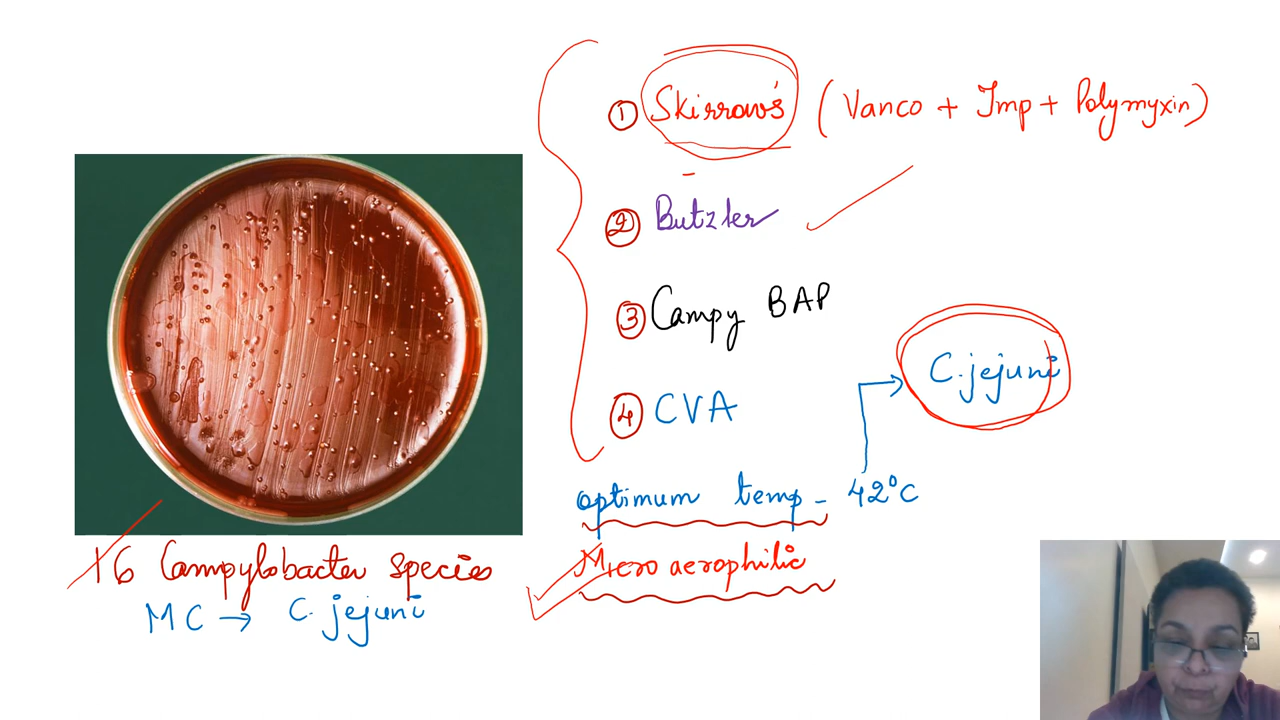 ① Skirrow's (Vanco + Tmp + Polymyxin)
② Butzler
③ Campy BAP
④ CVA
C. jejuni
optimum temp - 42°C
Microaerophilic
16 Campylobacter species
MC → C. jejuni